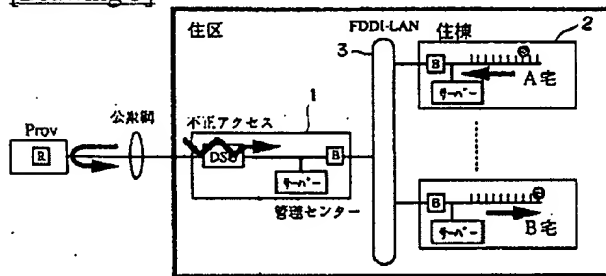 [Drawing 5]
住区
FDDI-LAN
3
住棟
2
B
サーバー
A宅
1
不正アクセス
公衆網
Prov
R
DSU
B
サーバー
管理センター
B
サーバー
B宅